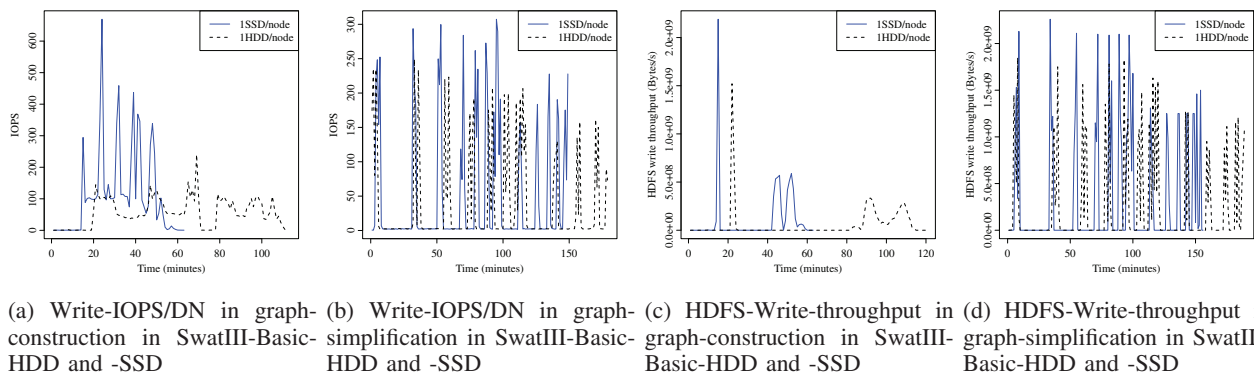 1SSD/node
1HDD/node
IOPS
0 100 200 300 400 500 600
0 20 40 60 80 100
Time (minutes)
1SSD/node
1HDD/node
IOPS
0 50 100 150 200 250 300
0 50 100 150
Time (minutes)
1SSD/node
1HDD/node
HDFS write throughput (Bytes/s)
0.0e+00 5.0e+08 1.0e+09 1.5e+09 2.0e+09
0 20 40 60 80 100 120
Time (minutes)
1SSD/node
1HDD/node
HDFS write throughput (Bytes/s)
0.0e+00 5.0e+08 1.0e+09 1.5e+09 2.0e+09
0 50 100 150
Time (minutes)
(a) Write-IOPS/DN in graph-
construction in SwatIII-Basic-
HDD and -SSD
(b) Write-IOPS/DN in graph-
simplification in SwatIII-Basic-
HDD and -SSD
(c) HDFS-Write-throughput in
graph-construction in SwatIII-
Basic-HDD and -SSD
(d) HDFS-Write-throughput
graph-simplification in SwatII
Basic-HDD and -SSD